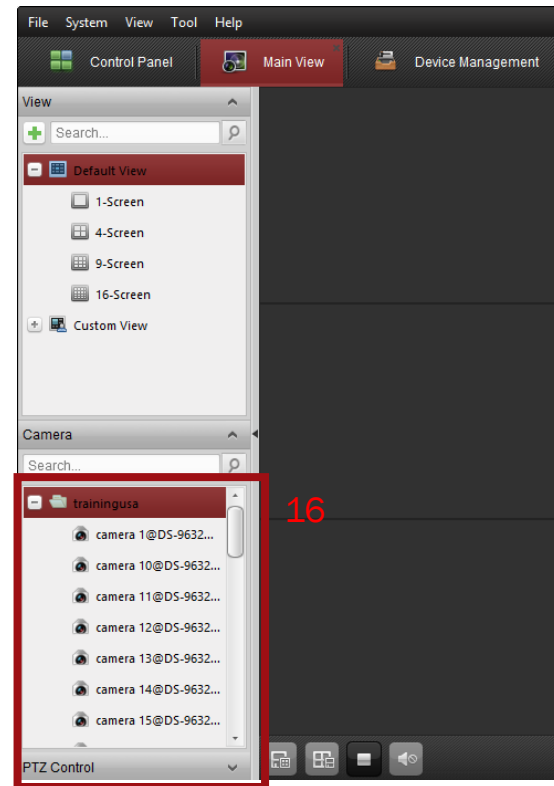 File System View Tool Help
Control Panel Main View Device Management
View
Search...
Default View
1-Screen
4-Screen
9-Screen
16-Screen
Custom View
Camera
Search...
trainingusa
16
camera 1@DS-9632...
camera 10@DS-9632...
camera 11@DS-9632...
camera 12@DS-9632...
camera 13@DS-9632...
camera 14@DS-9632...
camera 15@DS-9632...
PTZ Control